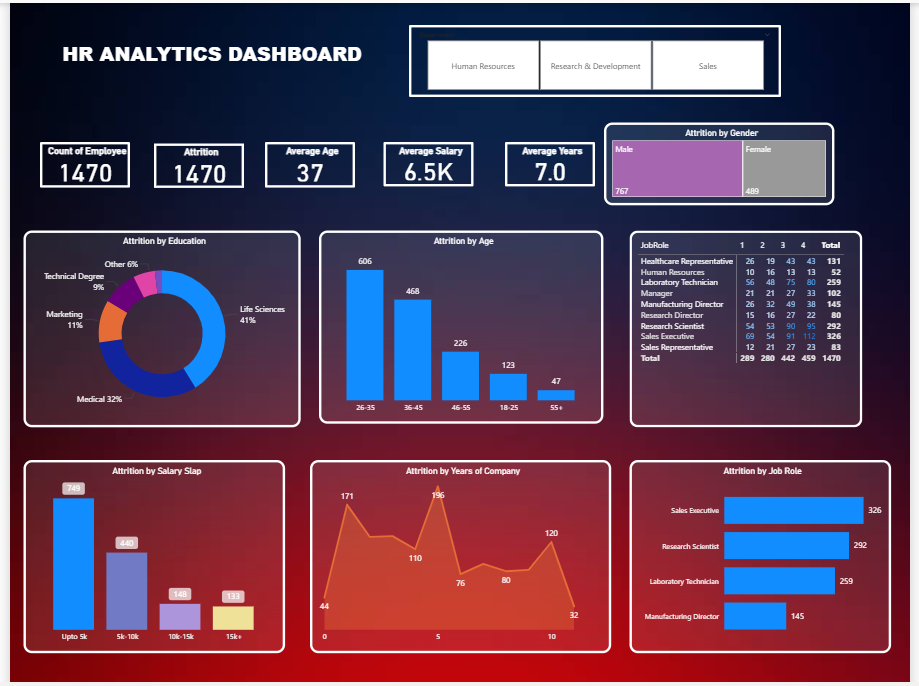 HR ANALYTICS DASHBOARD
Human Resources
Research & Development
Sales
Count of Employee
1470
Attrition
1470
Average Age
37
Average Salary
6.5K
Average Years
7.0
Attrition by Gender
Male
Female
767
489
Attrition by Education
Other 6%
Technical Degree
9%
Marketing
11%
Life Sciences
41%
Medical 32%
Attrition by Age
606
468
226
123
47
26-35 36-45 46-55 18-25 55+
JobRole 1 2 3 4 Total
Healthcare Representative 26 19 43 43 131
Human Resources 10 16 13 13 52
Laboratory Technician 56 48 75 80 259
Manager 21 21 27 33 102
Manufacturing Director 26 32 49 38 145
Research Director 15 16 27 22 80
Research Scientist 54 53 90 95 292
Sales Executive 69 54 91 112 326
Sales Representative 12 21 27 23 83
Total 289 280 442 459 1470
Attrition by Salary Slap
749
440
148
133
Upto 5k 5k-10k 10k-15k 15k+
Attrition by Years of Company
171
196
110
76
80
120
44
32
0 5 10
Attrition by Job Role
Sales Executive 326
Research Scientist 292
Laboratory Technician 259
Manufacturing Director 145